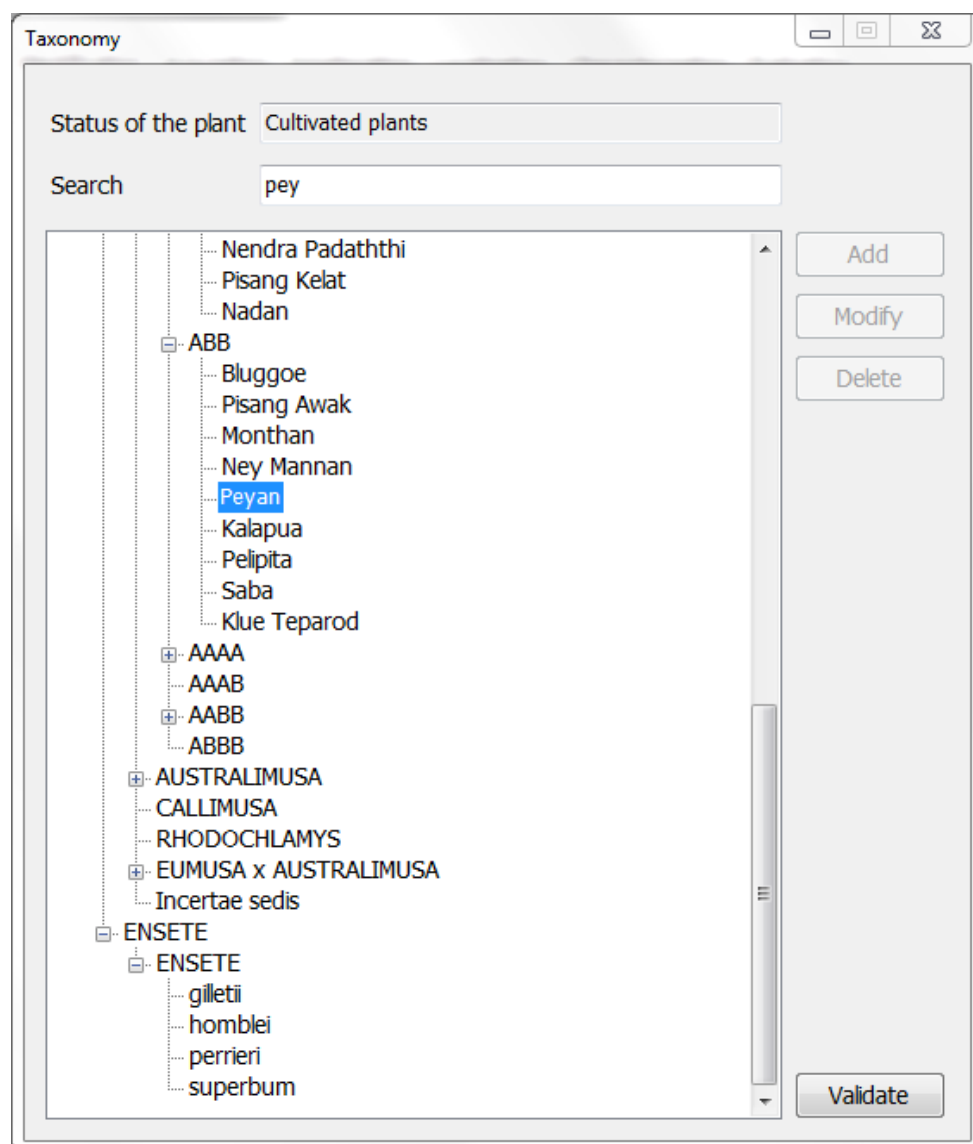 Taxonomy
Status of the plant Cultivated plants
Search pey
Nendra Padaththi
Pisang Kelat
Nadan
ABB
Bluggoe
Pisang Awak
Monthan
Ney Mannan
Peyan
Kalapua
Pelipita
Saba
Klue Teparod
AAAA
AAAB
AABB
ABBB
AUSTRALIMUSA
CALLIMUSA
RHODOCHLAMYS
EUMUSA x AUSTRALIMUSA
Incertae sedis
ENSETE
ENSETE
gilletii
homblei
perrieri
superbum
Add
Modify
Delete
Validate